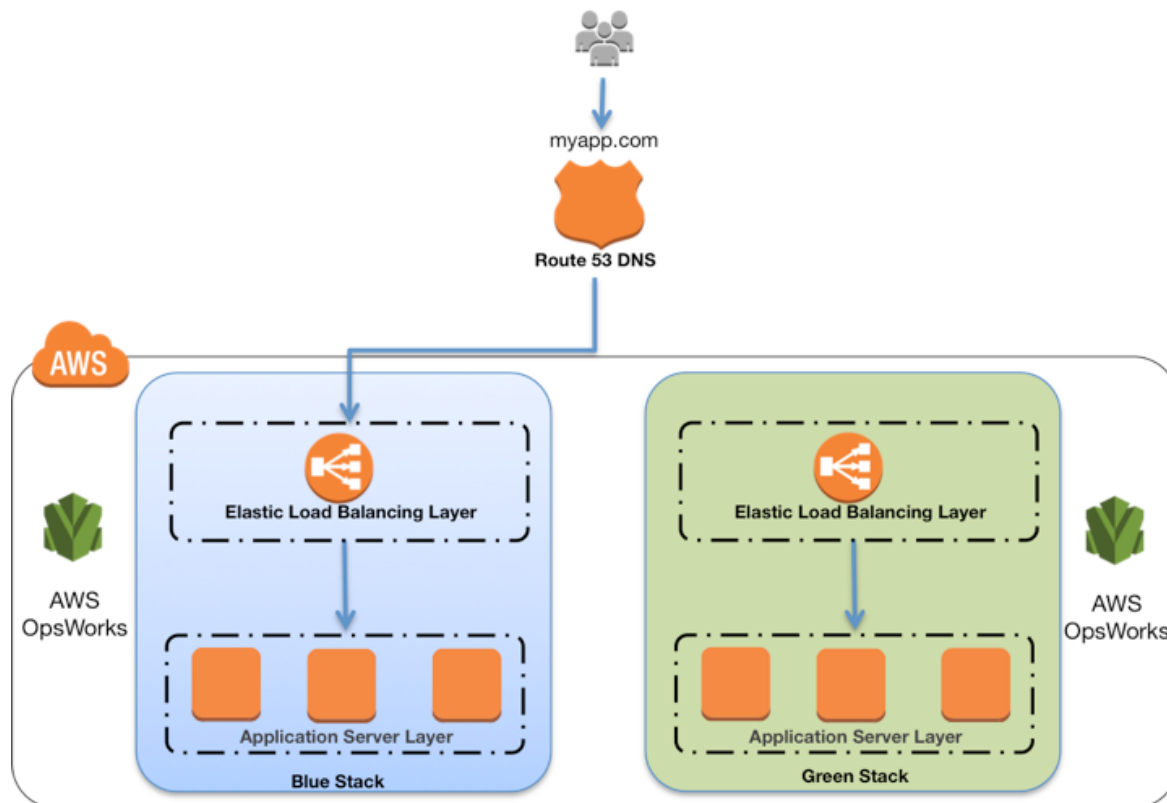 myapp.com
Route 53 DNS
AWS
Elastic Load Balancing Layer
Elastic Load Balancing Layer
AWS
OpsWorks
AWS
OpsWorks
Application Server Layer
Application Server Layer
Blue Stack
Green Stack